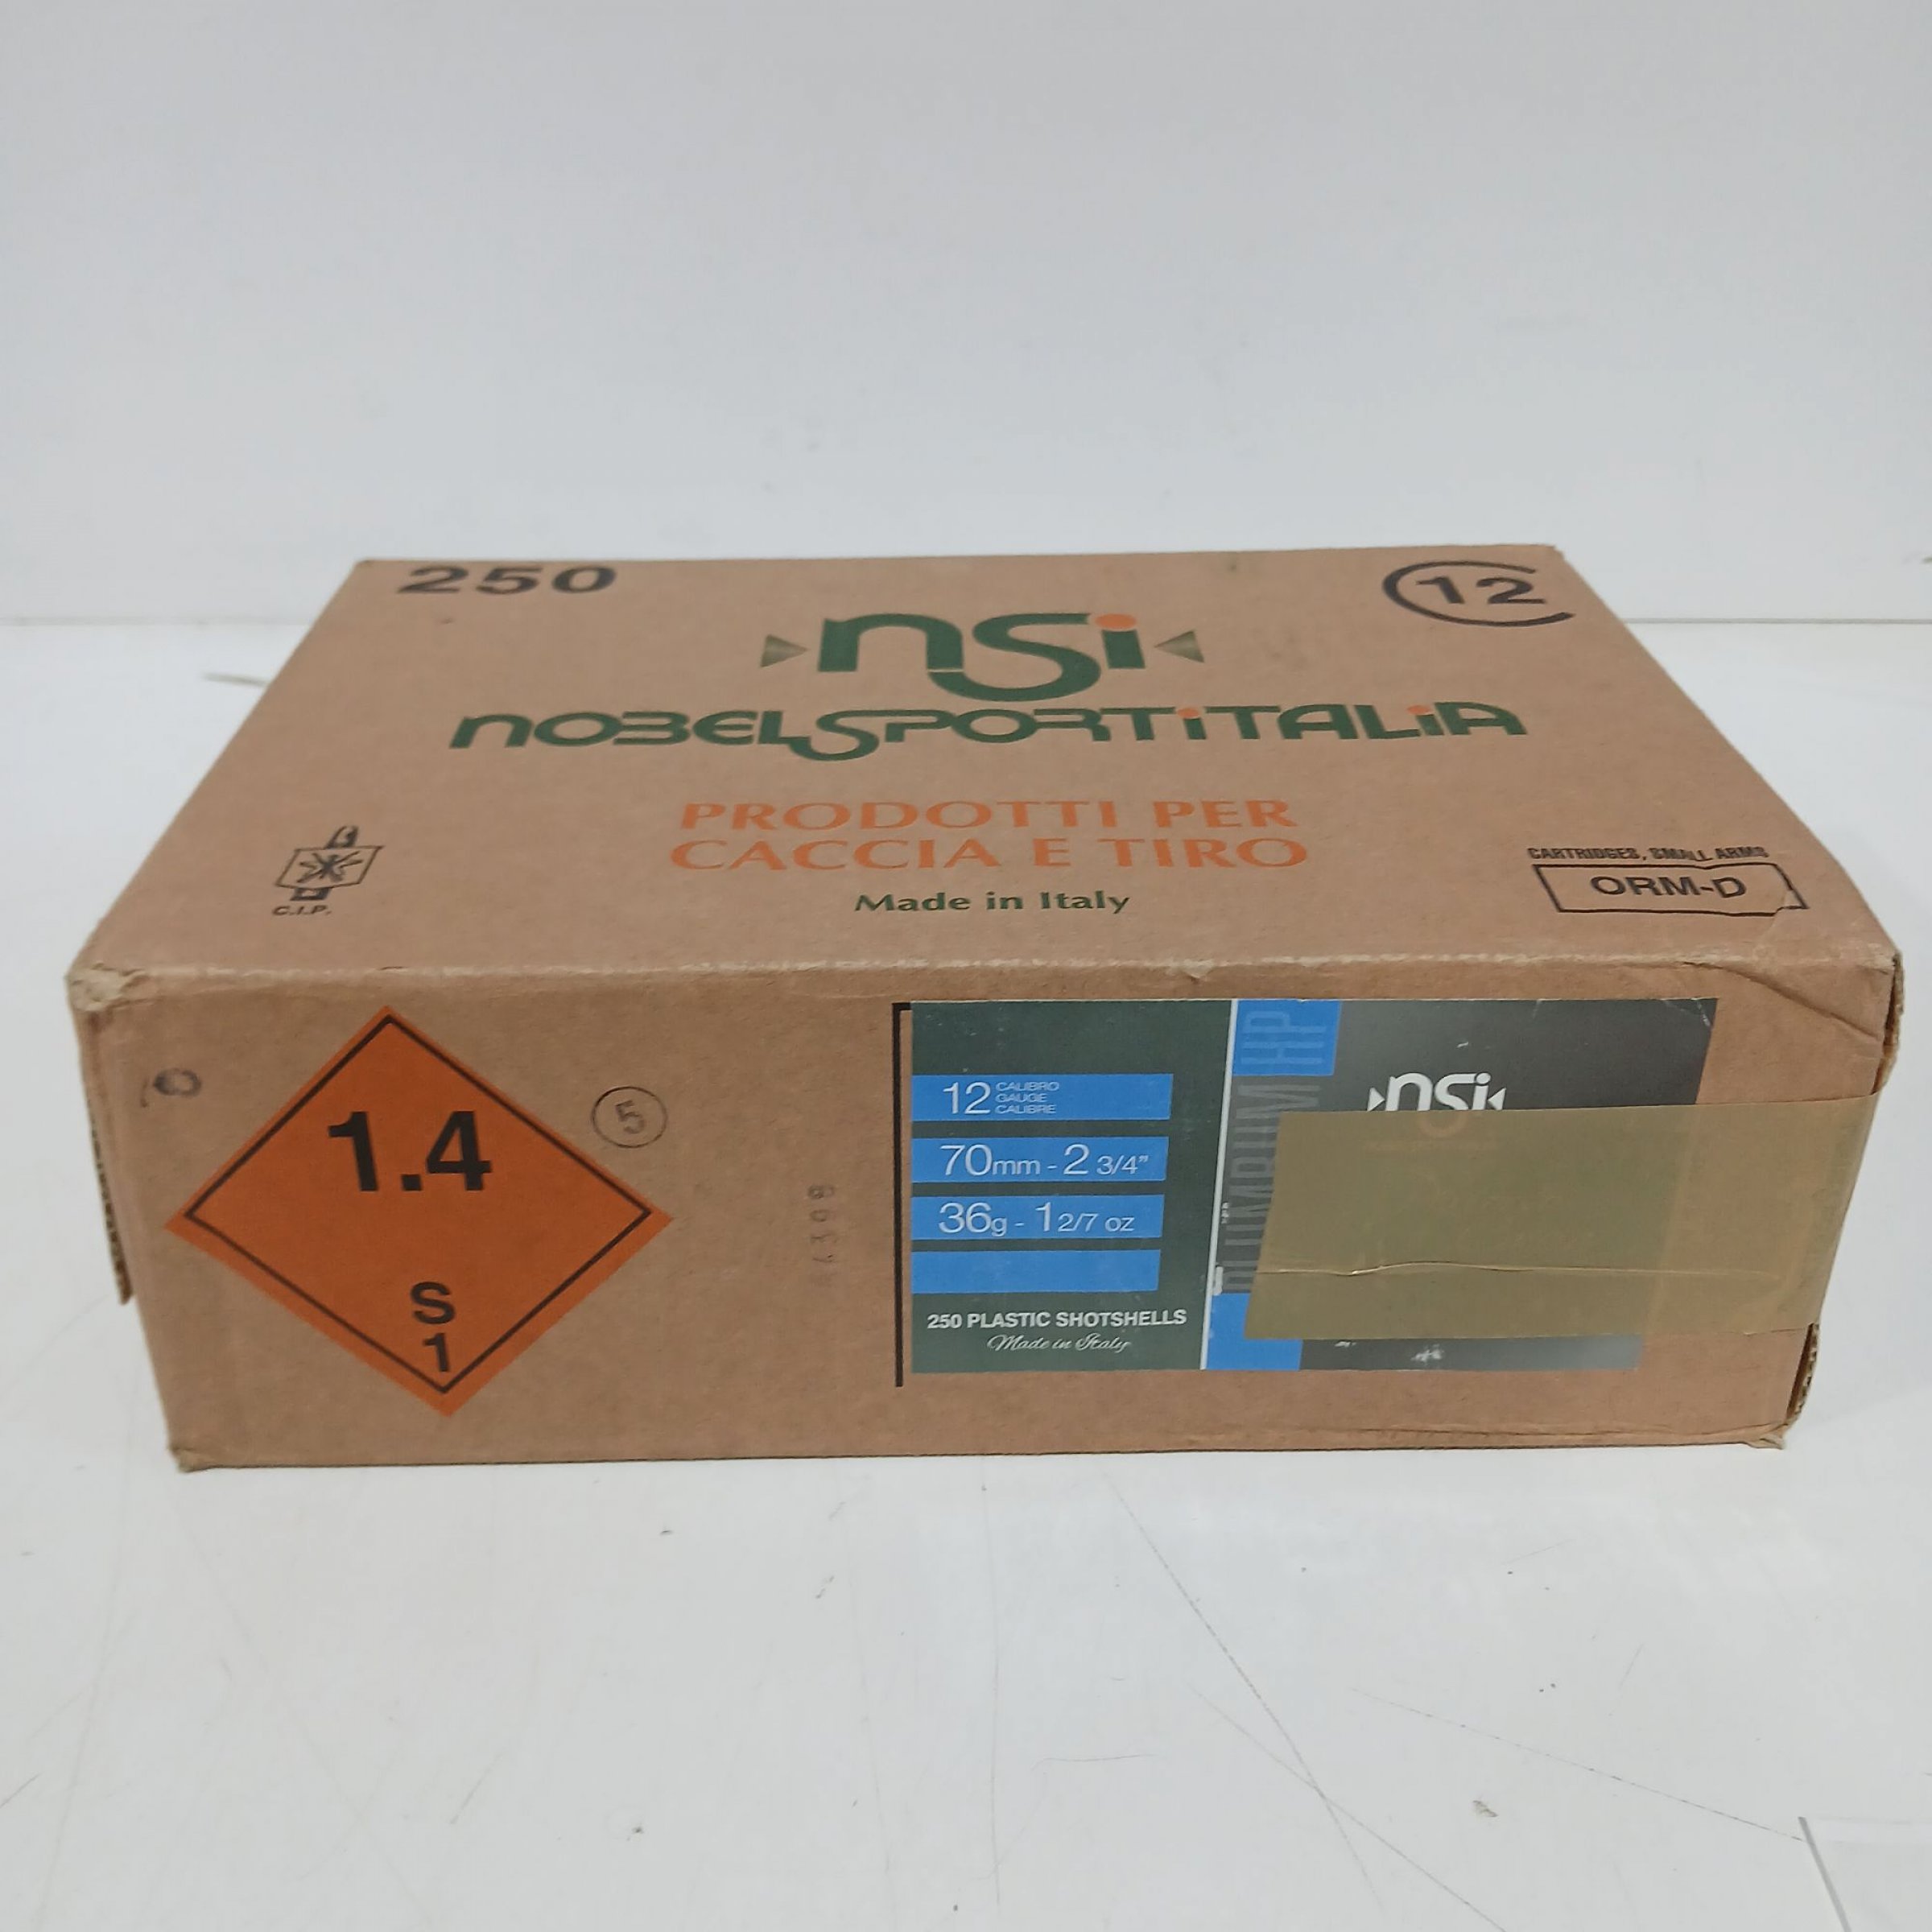 250
12
nsi
NOBELSPORTiTALiA
PRODOTTI PER
CACCIA E TIRO
Made in Italy
C.I.P.
CARTRIDGES, SMALL ARMS
ORM-D
1.4
S
1
5
12 CALIBRO
GAUGE
CALIBRE
70mm - 2 3/4"
36g - 1 2/7 oz
250 PLASTIC SHOTSHELLS
Made in Italy
HP
nsi